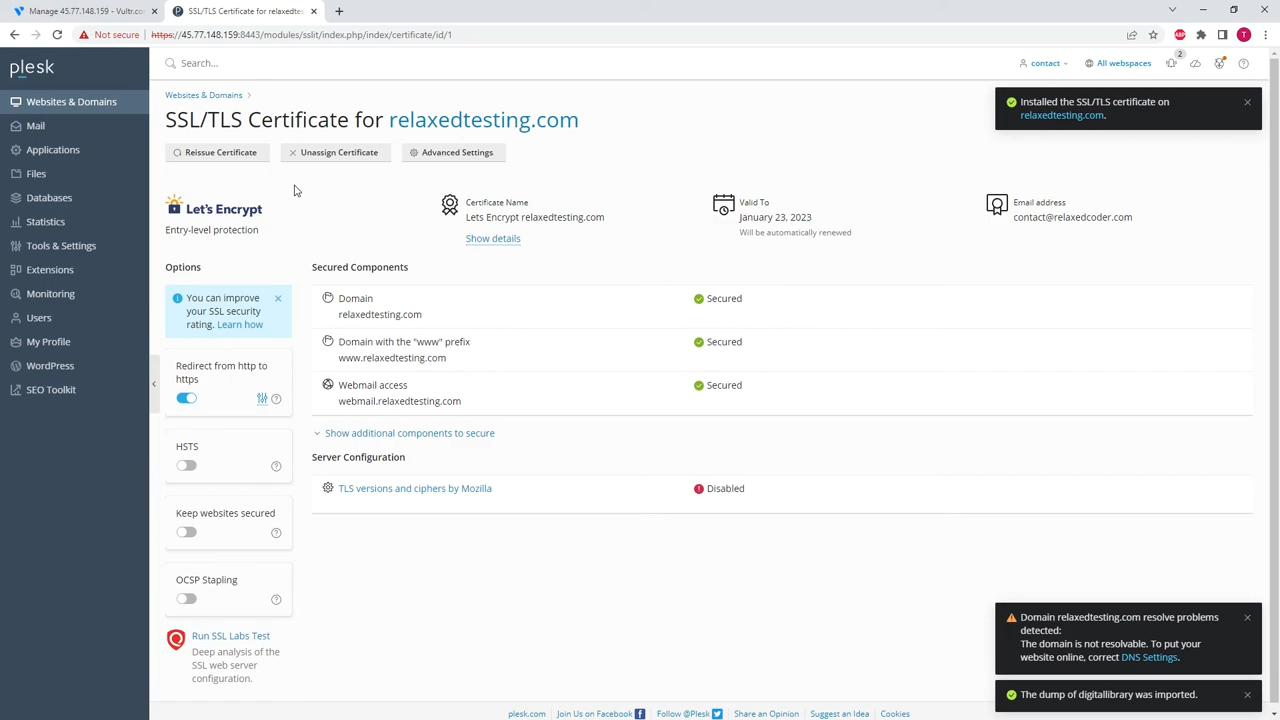 Manage 45.77.148.159 - Vultr.co
SSL/TLS Certificate for relaxedtes
Not secure
https://45.77.148.159:8443/modules/sslit/index.php/index/certificate/id/1
ABP
T
plesk
Search...
contact
All webspaces
2
Websites & Domains
Mail
Applications
Files
Databases
Statistics
Tools & Settings
Extensions
Monitoring
Users
My Profile
WordPress
SEO Toolkit
Websites & Domains
SSL/TLS Certificate for relaxedtesting.com
Reissue Certificate
Unassign Certificate
Advanced Settings
Installed the SSL/TLS certificate on
relaxedtesting.com.
Let's Encrypt
Entry-level protection
Certificate Name
Lets Encrypt relaxedtesting.com
Show details
Valid To
January 23, 2023
Will be automatically renewed
Email address
contact@relaxedcoder.com
Options
You can improve
your SSL security
rating. Learn how
Redirect from http to
https
HSTS
Keep websites secured
OCSP Stapling
Run SSL Labs Test
Deep analysis of the
SSL web server
configuration.
Secured Components
Domain
relaxedtesting.com
Secured
Domain with the "www" prefix
www.relaxedtesting.com
Secured
Webmail access
webmail.relaxedtesting.com
Secured
Show additional components to secure
Server Configuration
TLS versions and ciphers by Mozilla
Disabled
Domain relaxedtesting.com resolve problems
detected:
The domain is not resolvable. To put your
website online, correct DNS Settings.
The dump of digitallibrary was imported.
plesk.com
Join Us on Facebook
Follow @Plesk
Share an Opinion
Suggest an Idea
Cookies